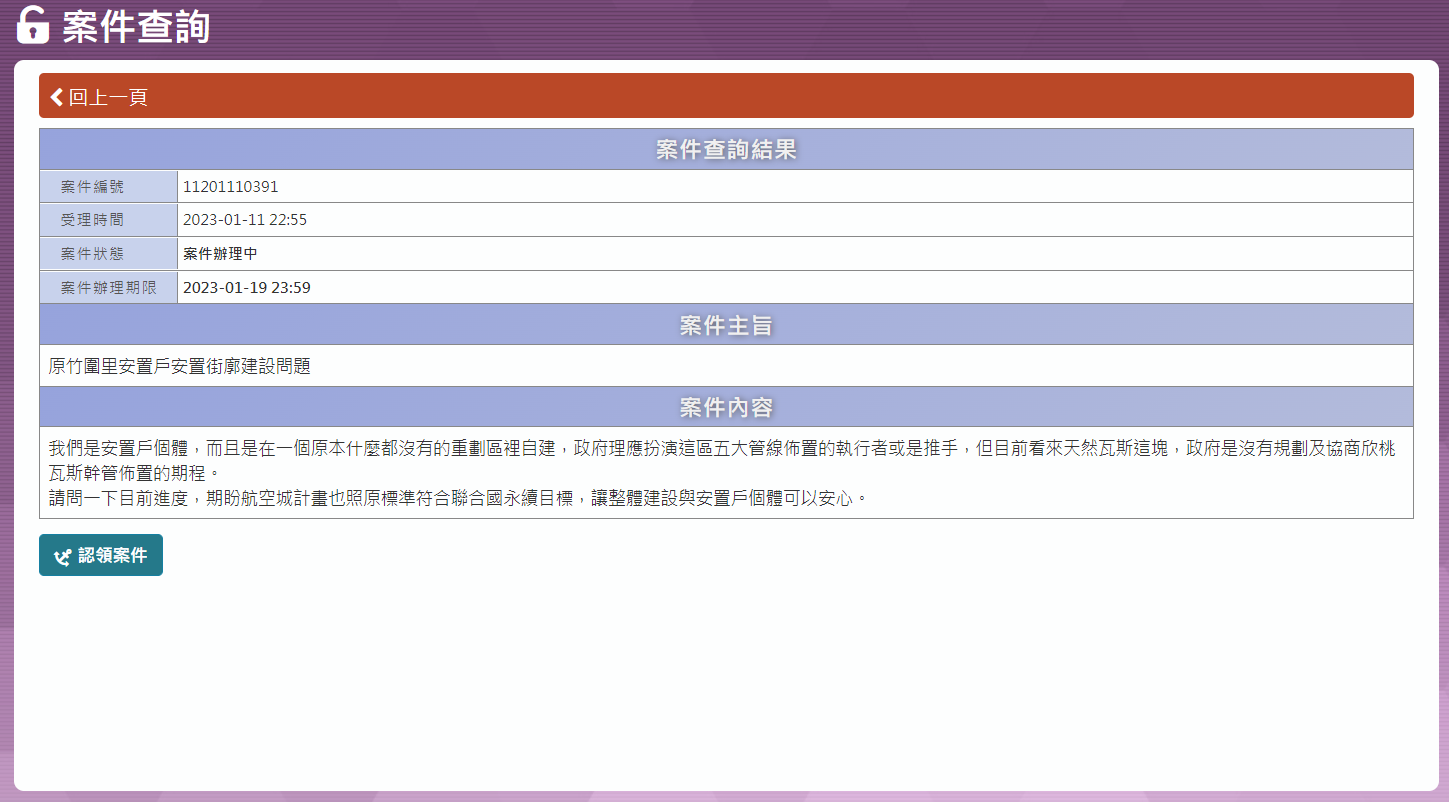 案件查詢
回上一頁
案件查詢結果
案件編號 11201110391
受理時間 2023-01-11 22:55
案件狀態 案件辦理中
案件辦理期限 2023-01-19 23:59
案件主旨
原竹圍里安置戶安置街廓建設問題
案件內容
我們是安置戶個體，而且是在一個原本什麼都沒有的重劃區裡自建，政府理應扮演這區五大管線佈置的執行者或是推手，但目前看來天然瓦斯這塊，政府是沒有規劃及協商欣桃
瓦斯幹管佈置的期程。
請問一下目前進度，期盼航空城計畫也照原標準符合聯合國永續目標，讓整體建設與安置戶個體可以安心。
認領案件